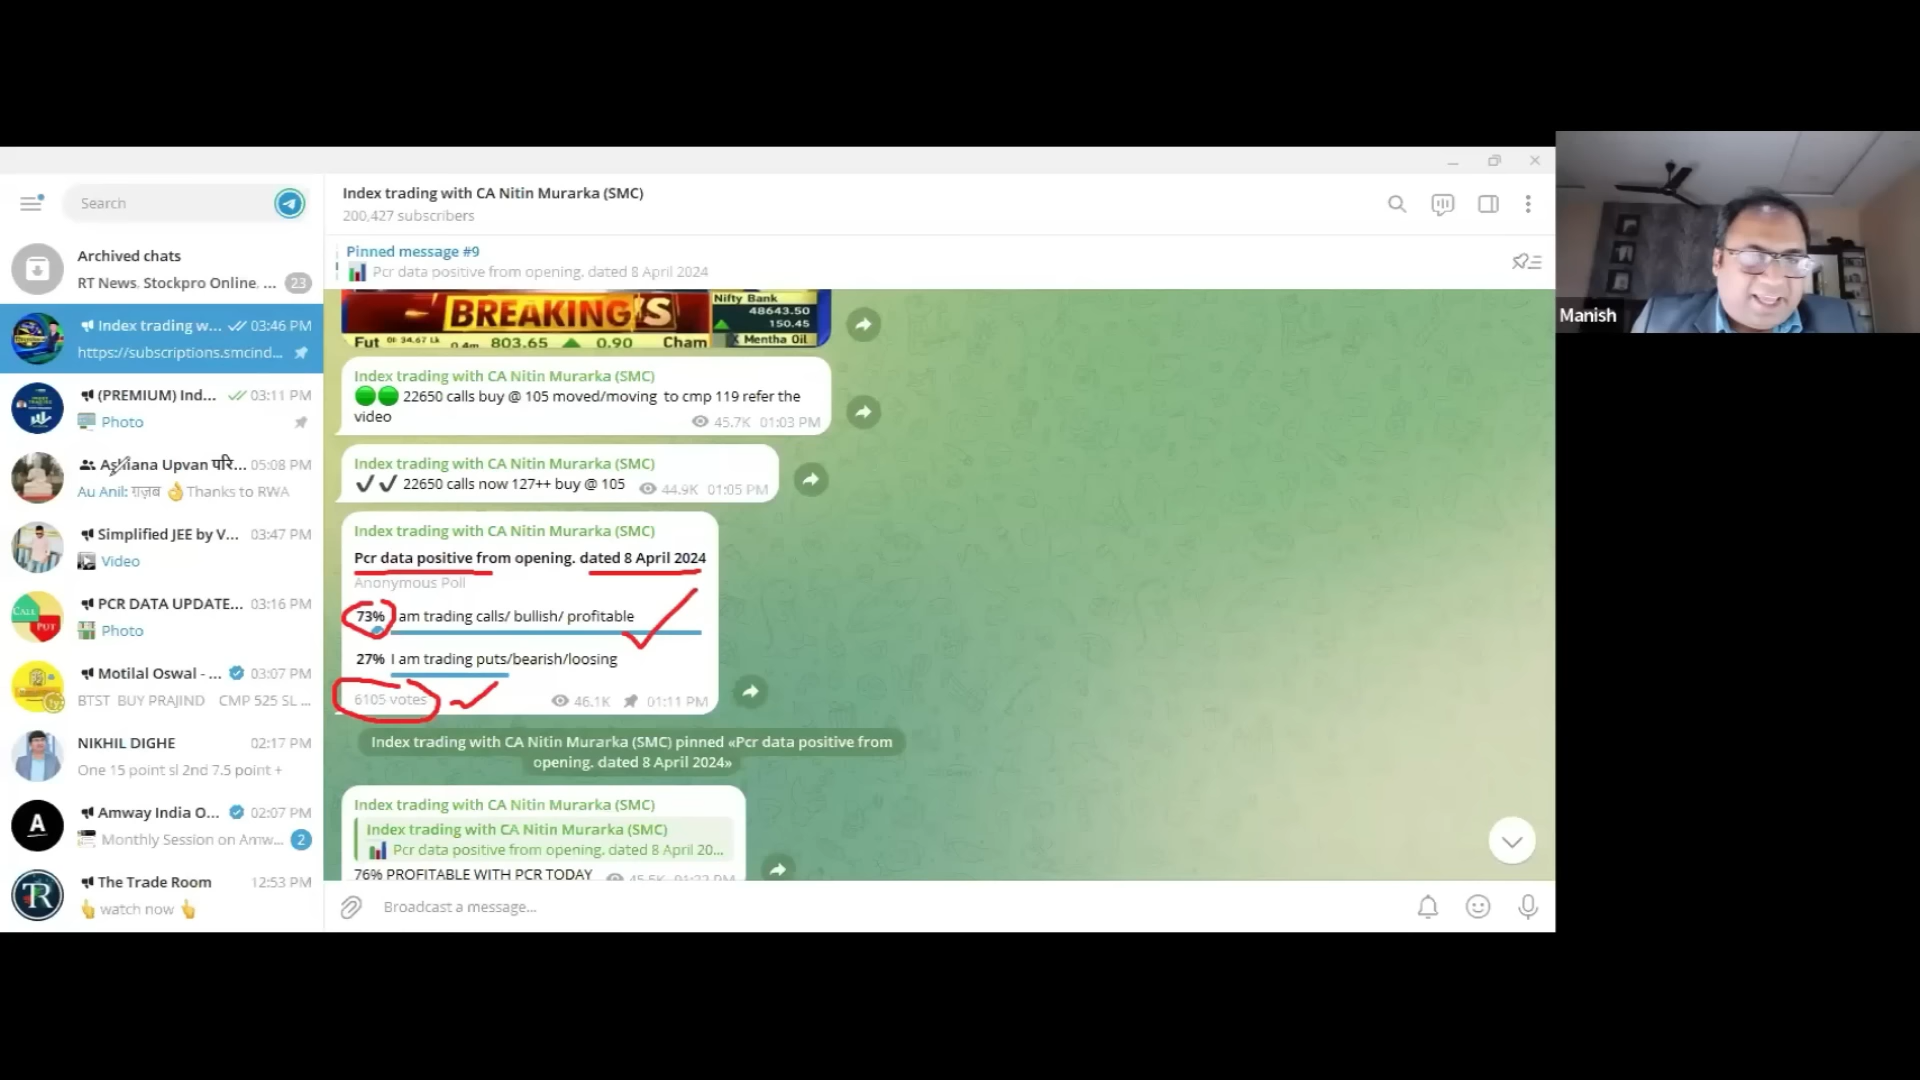 Search
Archived chats
RT News, Stockpro Online, ...
23
Index trading w... 03:46 PM
https://subscriptions.smcind...
(PREMIUM) Ind... 03:11 PM
Photo
Ashiana Upvan परि... 05:08 PM
Au Anil: ग़ज़ब 👌Thanks to RWA
Simplified JEE by V... 03:47 PM
Video
CALL
PUT
PCR DATA UPDATE... 03:16 PM
Photo
Motilal Oswal - ... 03:07 PM
BTST BUY PRAJIND CMP 525 SL ...
NIKHIL DIGHE 02:17 PM
One 15 point sl 2nd 7.5 point +
A
Amway India O... 02:07 PM
Monthly Session on Amw... 2
TR
The Trade Room 12:53 PM
👆 watch now 👆
Index trading with CA Nitin Murarka (SMC)
200,427 subscribers
Pinned message #9
📊 Pcr data positive from opening. dated 8 April 2024
BREAKING S
Nifty Bank
48643.50
150.45
Fut
803.65 ▲ 0.90 Cham
Mentha Oil
Index trading with CA Nitin Murarka (SMC)
🟢🟢 22650 calls buy @ 105 moved/moving to cmp 119 refer the
video
45.7K 01:03 PM
Index trading with CA Nitin Murarka (SMC)
✔✔ 22650 calls now 127++ buy @ 105 44.9K 01:05 PM
Index trading with CA Nitin Murarka (SMC)
Pcr data positive from opening. dated 8 April 2024
Anonymous Poll
73% am trading calls/ bullish/ profitable
27% I am trading puts/bearish/loosing
6105 votes
46.1K 01:11 PM
Index trading with CA Nitin Murarka (SMC) pinned «Pcr data positive from
opening. dated 8 April 2024»
Index trading with CA Nitin Murarka (SMC)
Index trading with CA Nitin Murarka (SMC)
📊 Pcr data positive from opening. dated 8 April 20...
76% PROFITABLE WITH PCR TODAY
Broadcast a message...
Manish